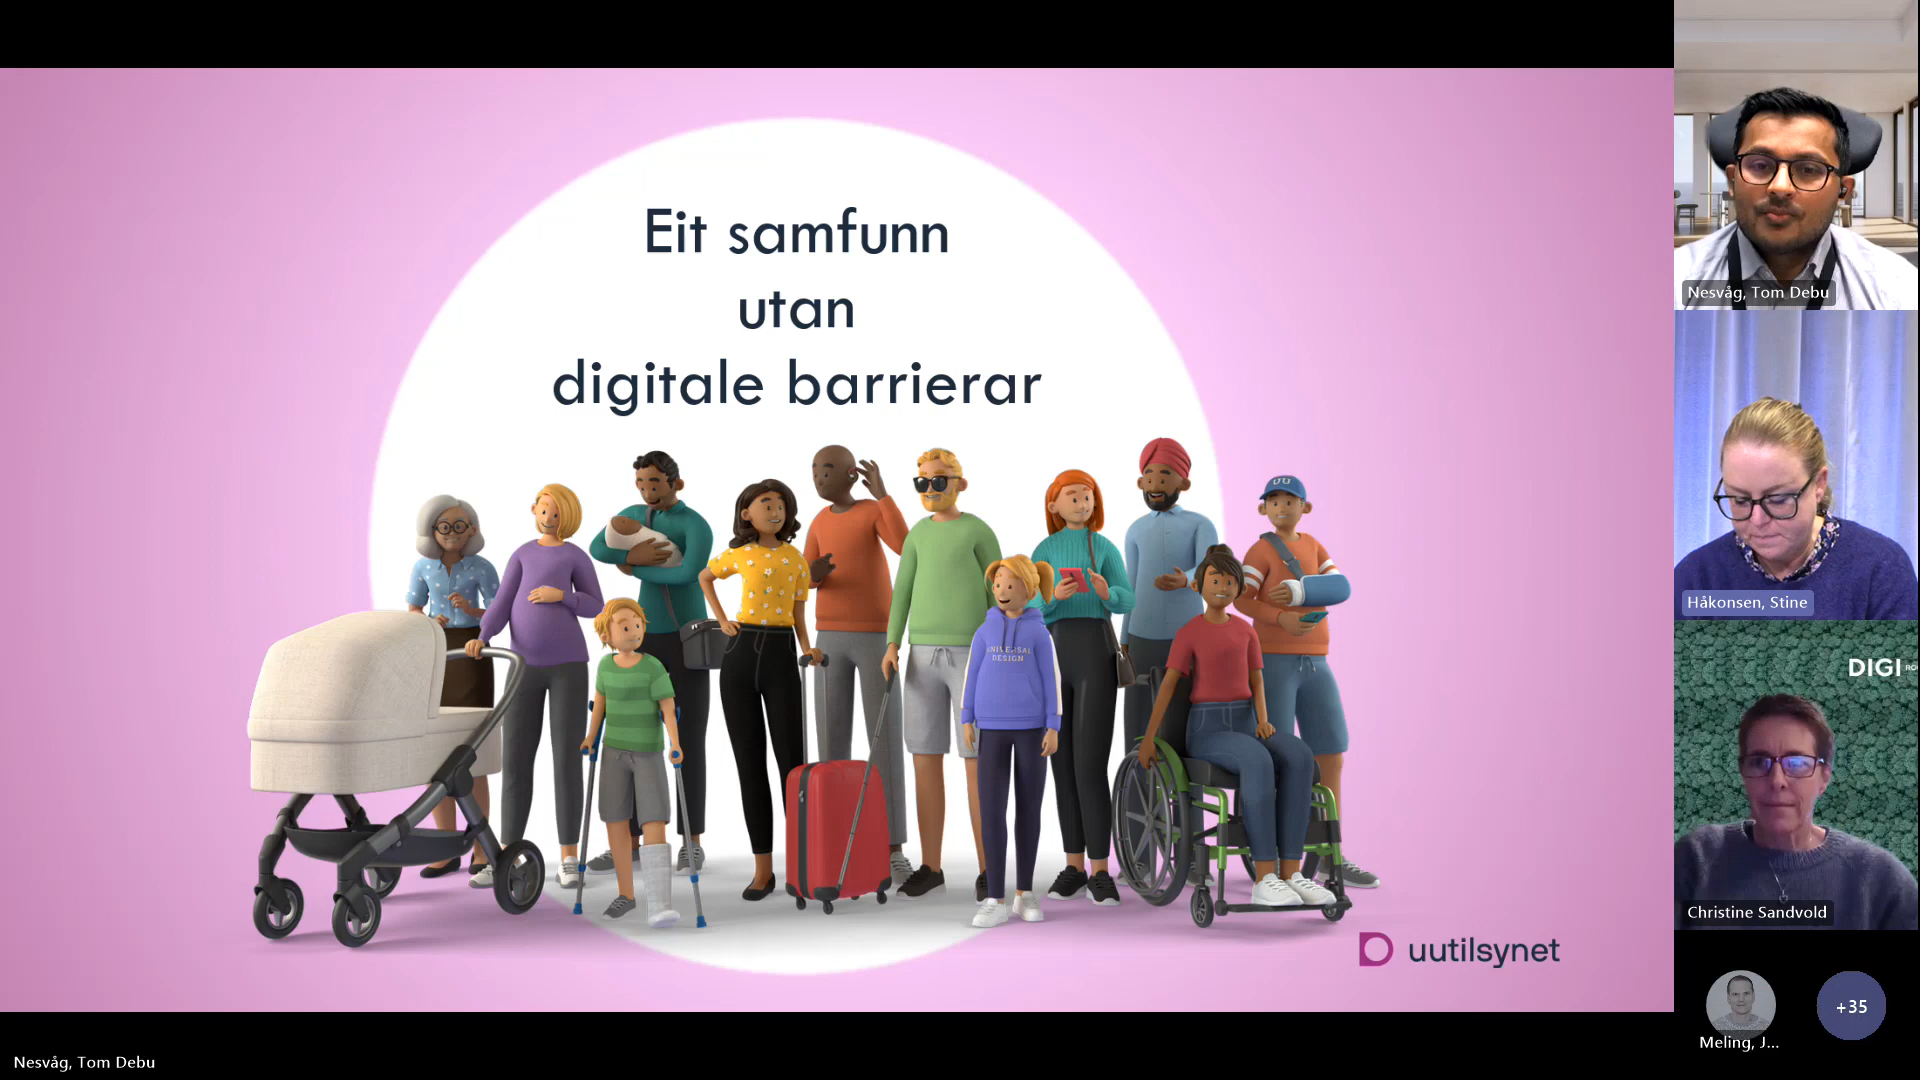 Eit samfunn
utan
digitale barrierar
UU
UNIVERSAL
DESIGN
uutilsynet
Nesvåg, Tom Debu
Nesvåg, Tom Debu
Håkonsen, Stine
DIGI
Christine Sandvold
Meling, J...
+35